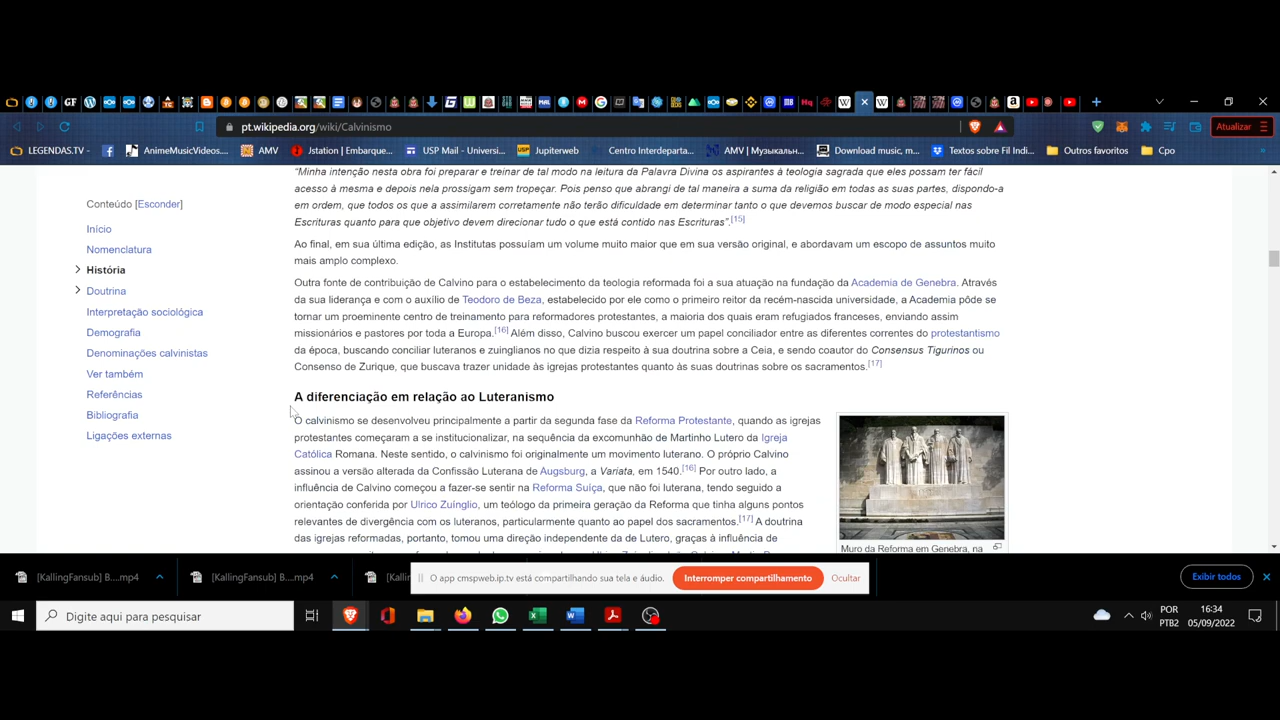 pt.wikipedia.org/wiki/Calvinismo
Atualizar
LEGENDAS.TV -
AnimeMusicVideos...
AMV
Jstation | Embarque...
USP Mail - Universi...
Jupiterweb
Centro Interdeparta...
AMV | Музыкальн...
Download music, m...
Textos sobre Fil Indi...
Outros favoritos
Cpo
Conteúdo [Esconder]
Início
Nomenclatura
História
Doutrina
Interpretação sociológica
Demografia
Denominações calvinistas
Ver também
Referências
Bibliografia
Ligações externas
“Minha intenção nesta obra foi preparar e treinar de tal modo na leitura da Palavra Divina os aspirantes à teologia sagrada que eles possam ter fácil
acesso à mesma e depois nela prossigam sem tropeçar. Pois penso que abrangi de tal maneira a suma da religião em todas as suas partes, dispondo-a
em ordem, que todos os que a assimilarem corretamente não terão dificuldade em determinar tanto o que devemos buscar de modo especial nas
Escrituras quanto para que objetivo devem direcionar tudo o que está contido nas Escrituras”.[15]
Ao final, em sua última edição, as Institutas possuíam um volume muito maior que em sua versão original, e abordavam um escopo de assuntos muito
mais amplo complexo.
Outra fonte de contribuição de Calvino para o estabelecimento da teologia reformada foi a sua atuação na fundação da Academia de Genebra. Através
da sua liderança e com o auxílio de Teodoro de Beza, estabelecido por ele como o primeiro reitor da recém-nascida universidade, a Academia pôde se
tornar um proeminente centro de treinamento para reformadores protestantes, a maioria dos quais eram refugiados franceses, enviando assim
missionários e pastores por toda a Europa.[16] Além disso, Calvino buscou exercer um papel conciliador entre as diferentes correntes do protestantismo
da época, buscando conciliar luteranos e zuinglianos no que dizia respeito à sua doutrina sobre a Ceia, e sendo coautor do Consensus Tigurinos ou
Consenso de Zurique, que buscava trazer unidade às igrejas protestantes quanto às suas doutrinas sobre os sacramentos.[17]
A diferenciação em relação ao Luteranismo
O calvinismo se desenvolveu principalmente a partir da segunda fase da Reforma Protestante, quando as igrejas
protestantes começaram a se institucionalizar, na sequência da excomunhão de Martinho Lutero da Igreja
Católica Romana. Neste sentido, o calvinismo foi originalmente um movimento luterano. O próprio Calvino
assinou a versão alterada da Confissão Luterana de Augsburg, a Variata, em 1540.[16] Por outro lado, a
influência de Calvino começou a fazer-se sentir na Reforma Suíça, que não foi luterana, tendo seguido a
orientação conferida por Ulrico Zuínglio, um teólogo da primeira geração da Reforma que tinha alguns pontos
relevantes de divergência com os luteranos, particularmente quanto ao papel dos sacramentos.[17] A doutrina
das igrejas reformadas, portanto, tomou uma direção independente da de Lutero, graças à influência de
Muro da Reforma em Genebra, na
[KallingFansub] B....mp4
[KallingFansub] B....mp4
[Kalli
O app cmspweb.ip.tv está compartilhando sua tela e áudio.
Interromper compartilhamento
Ocultar
Exibir todos
Digite aqui para pesquisar
POR
PTB2
16:34
05/09/2022